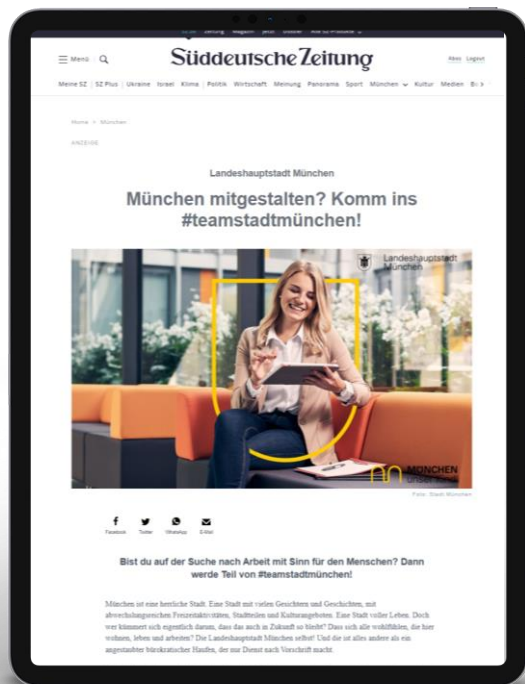 Zeitung Magazin Jetzt
Menü
Süddeutsche Zeitung
Abos Logout
Meine SZ | SZ Plus | Ukraine Israel Klima | Politik Wirtschaft Meinung Panorama Sport München Kultur Medien
Home > München
ANZEIGE
Landeshauptstadt München
München mitgestalten? Komm ins
#teamstadtmünchen!
Landeshauptstadt
München
MÜNCHEN
Foto: Stadt München
Facebook Twitter WhatsApp E-Mail
Bist du auf der Suche nach Arbeit mit Sinn für den Menschen? Dann
werde Teil von #teamstadtmünchen!
München ist eine herrliche Stadt. Eine Stadt mit vielen Gesichtern und Geschichten, mit
abwechslungsreichen Freizeitaktivitäten, Stadtteilen und Kulturangeboten. Eine Stadt voller Leben. Doch
wer kümmert sich eigentlich darum, dass das auch in Zukunft so bleibt? Dass sich alle wohlfühlen, die hier
wohnen, leben und arbeiten? Die Landeshauptstadt München selbst! Und die ist alles andere als ein
angestaubter bürokratischer Haufen, der nur Dienst nach Vorschrift macht.